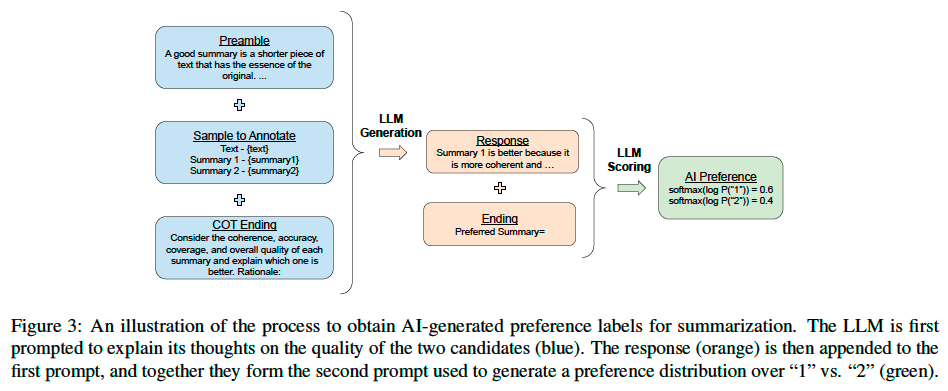 Preamble
A good summary is a shorter piece of
text that has the essence of the
original. ...
+
Sample to Annotate
Text - {text}
Summary 1 - {summary1}
Summary 2 - {summary2}
+
COT Ending
Consider the coherence, accuracy,
coverage, and overall quality of each
summary and explain which one is
better. Rationale:
LLM
Generation
Response
Summary 1 is better because it
is more coherent and ...
+
Ending
Preferred Summary=
LLM
Scoring
AI Preference
softmax(log P("1")) = 0.6
softmax(log P("2")) = 0.4
Figure 3: An illustration of the process to obtain AI-generated preference labels for summarization. The LLM is first
prompted to explain its thoughts on the quality of the two candidates (blue). The response (orange) is then appended to the
first prompt, and together they form the second prompt used to generate a preference distribution over “1” vs. “2” (green).